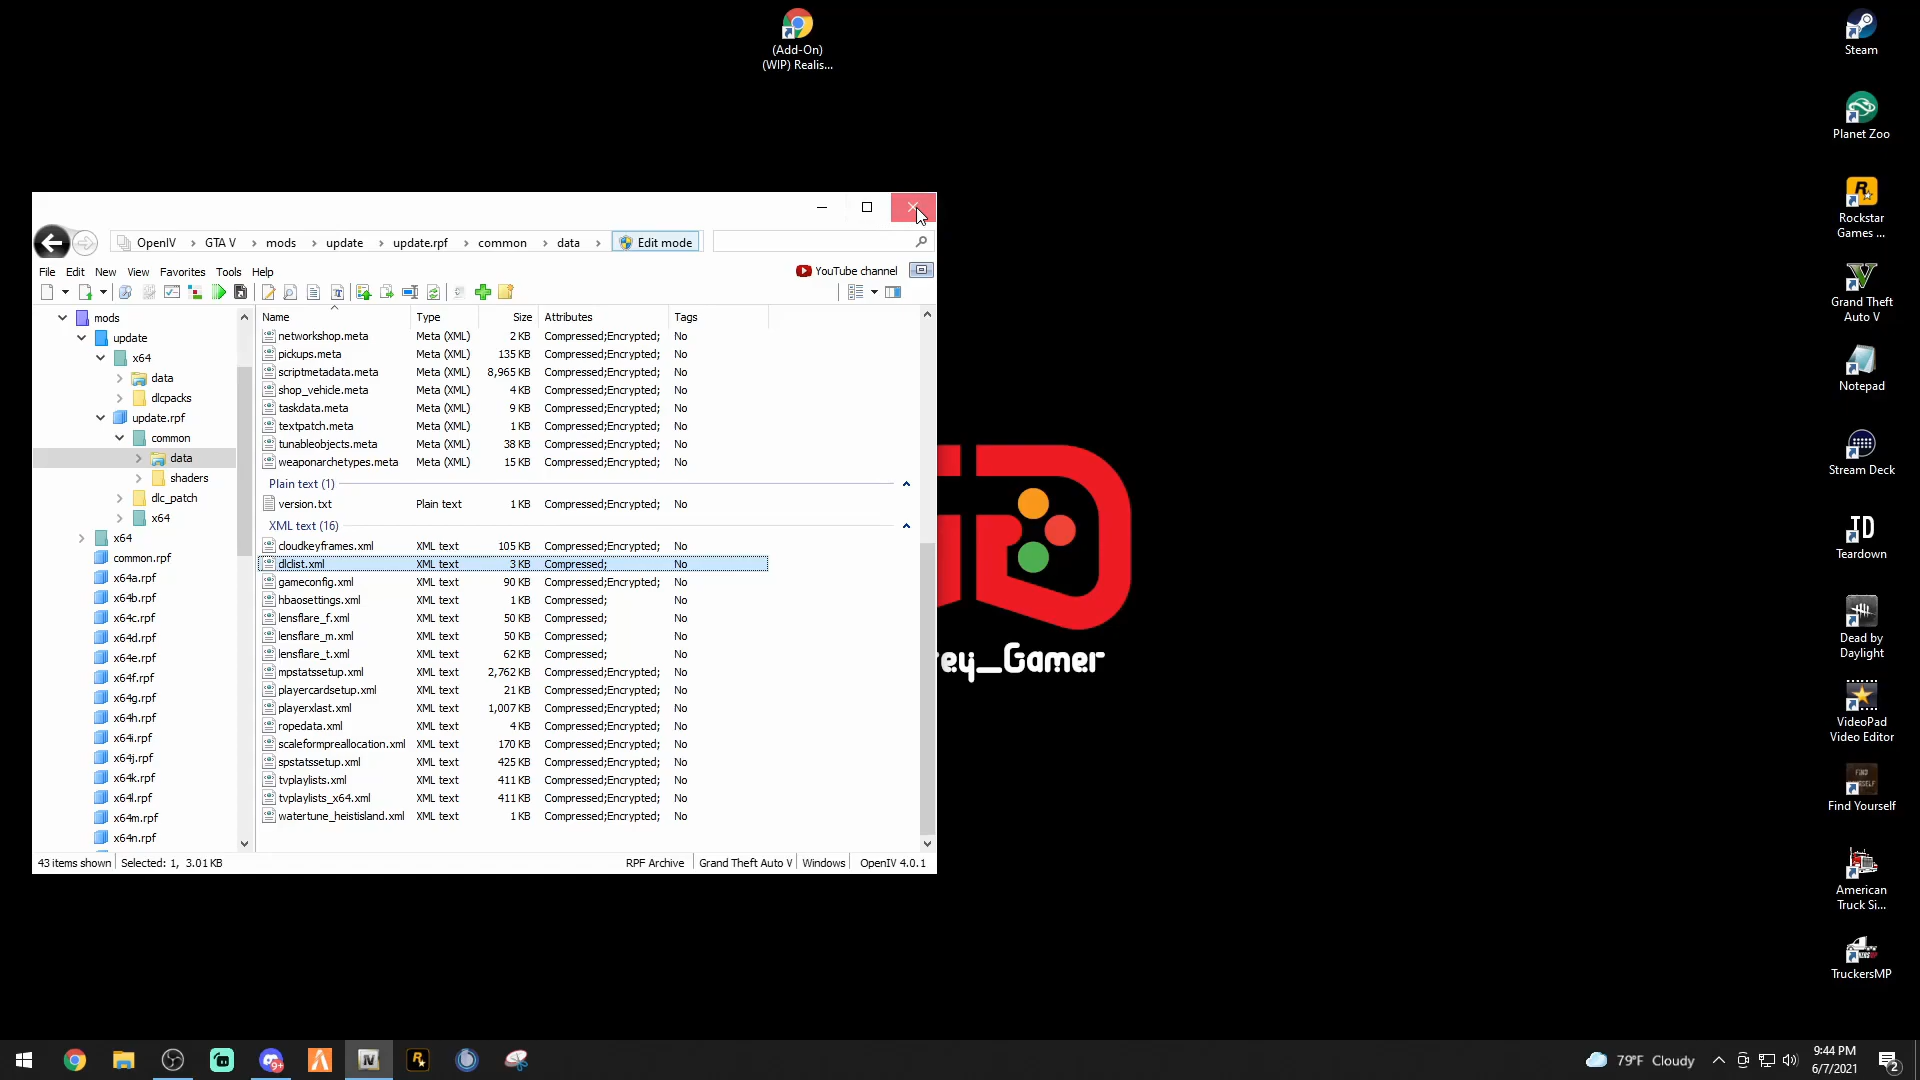 (Add-On)
(WIP) Realis...
Steam
Planet Zoo
Rockstar
Games ...
Grand Theft
Auto V
Notepad
Stream Deck
Teardown
Dead by
Daylight
VideoPad
Video Editor
Find Yourself
American
Truck Si...
TruckersMP
OpenIV > GTA V > mods > update > update.rpf > common > data > Edit mode
File Edit New View Favorites Tools Help YouTube channel
mods
update
x64
data
dlcpacks
update.rpf
common
data
shaders
dlc_patch
x64
x64
common.rpf
x64a.rpf
x64b.rpf
x64c.rpf
x64d.rpf
x64e.rpf
x64f.rpf
x64g.rpf
x64h.rpf
x64i.rpf
x64j.rpf
x64k.rpf
x64l.rpf
x64m.rpf
x64n.rpf
Name Type Size Attributes Tags
networkshop.meta Meta (XML) 2 KB Compressed;Encrypted; No
pickups.meta Meta (XML) 135 KB Compressed;Encrypted; No
scriptmetadata.meta Meta (XML) 8,965 KB Compressed;Encrypted; No
shop_vehicle.meta Meta (XML) 4 KB Compressed;Encrypted; No
taskdata.meta Meta (XML) 9 KB Compressed;Encrypted; No
textpatch.meta Meta (XML) 1 KB Compressed;Encrypted; No
tunableobjects.meta Meta (XML) 38 KB Compressed;Encrypted; No
weaponarchetypes.meta Meta (XML) 15 KB Compressed;Encrypted; No
Plain text (1)
version.txt Plain text 1 KB Compressed;Encrypted; No
XML text (16)
cloudkeyframes.xml XML text 105 KB Compressed;Encrypted; No
dlclist.xml XML text 3 KB Compressed; No
gameconfig.xml XML text 90 KB Compressed;Encrypted; No
hbaosettings.xml XML text 1 KB Compressed; No
lensflare_f.xml XML text 50 KB Compressed; No
lensflare_m.xml XML text 50 KB Compressed; No
lensflare_t.xml XML text 62 KB Compressed; No
mpstatssetup.xml XML text 2,762 KB Compressed;Encrypted; No
playercardsetup.xml XML text 21 KB Compressed;Encrypted; No
playerxlast.xml XML text 1,007 KB Compressed;Encrypted; No
ropedata.xml XML text 4 KB Compressed;Encrypted; No
scaleformpreallocation.xml XML text 170 KB Compressed;Encrypted; No
spstatssetup.xml XML text 425 KB Compressed;Encrypted; No
tvplaylists.xml XML text 411 KB Compressed;Encrypted; No
tvplaylists_x64.xml XML text 411 KB Compressed;Encrypted; No
watertune_heistisland.xml XML text 1 KB Compressed;Encrypted; No
43 items shown Selected: 1, 3.01 KB RPF Archive Grand Theft Auto V Windows OpenIV 4.0.1
ey_Gamer
79°F Cloudy
9:44 PM
6/7/2021
2